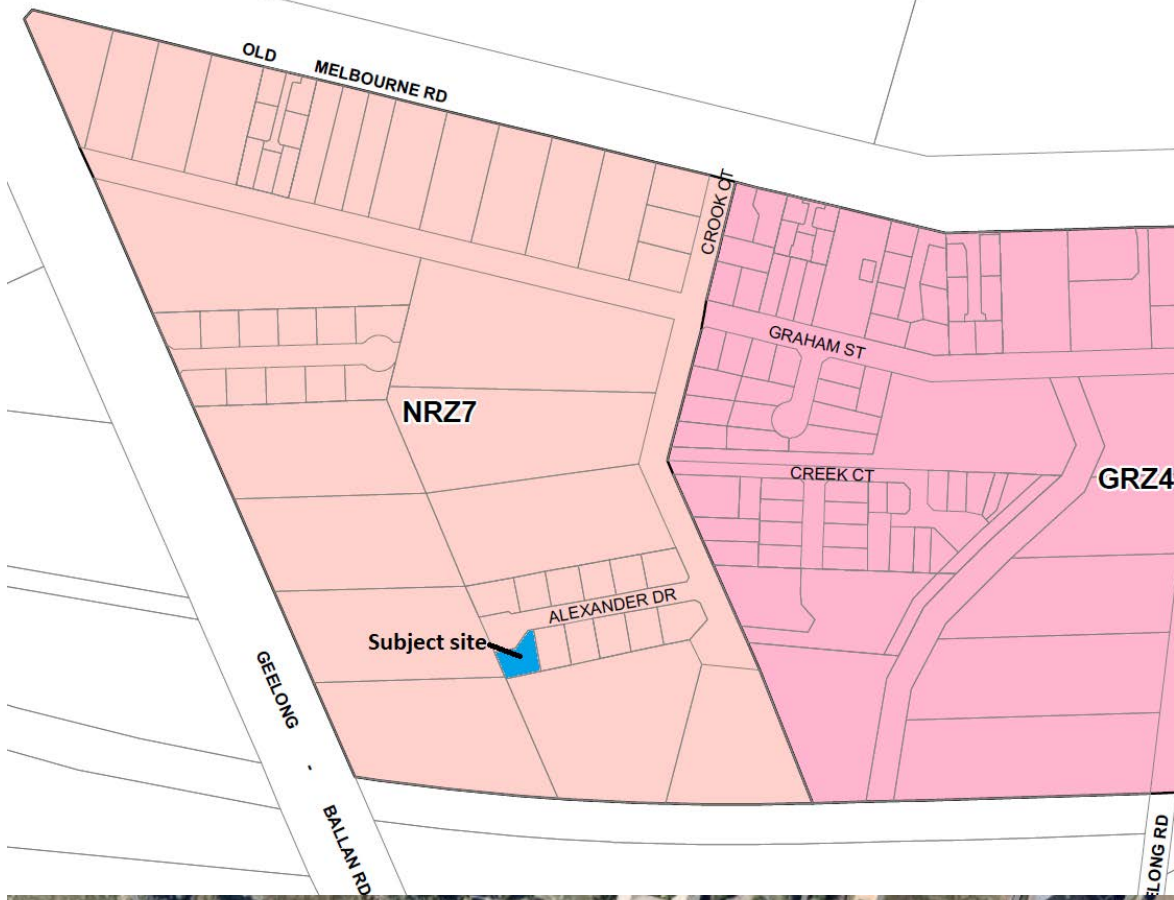 OLD MELBOURNE RD
CROOK CT
GRAHAM ST
NRZ7
CREEK CT
GRZ4
ALEXANDER DR
Subject site
GEELONG - BALLAN RD
ELONG RD